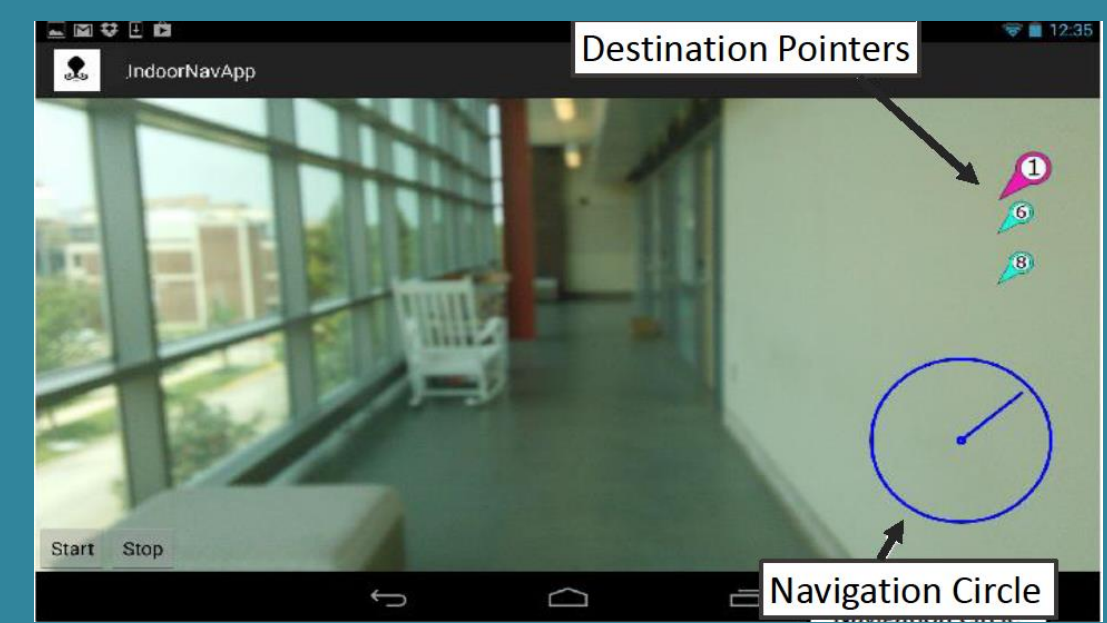 12:35
Destination Pointers
IndoorNavApp
1
6
8
Start Stop
Navigation Circle